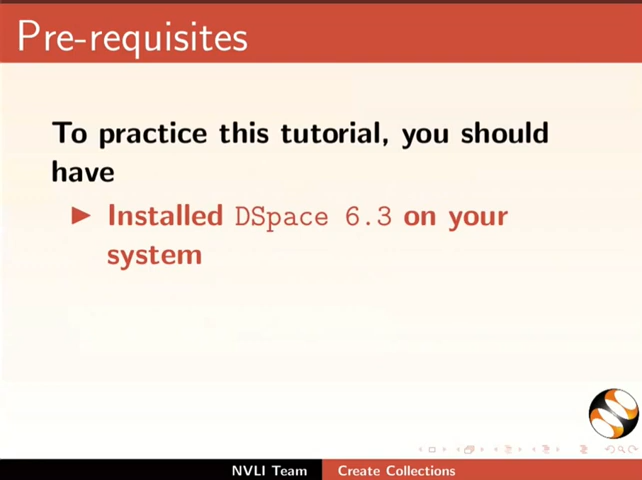 Pre-requisites
To practice this tutorial, you should
have
Installed DSpace 6.3 on your
system
NVLI Team Create Collections